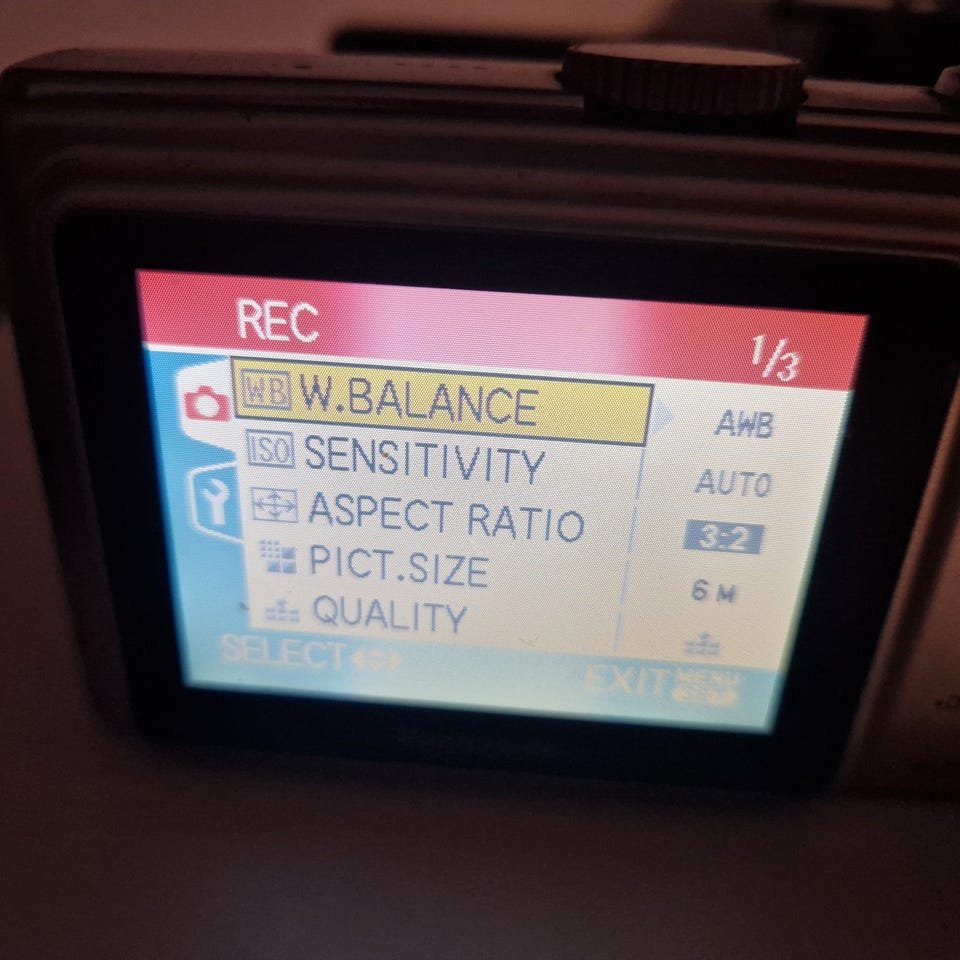 REC 1/3
WB W.BALANCE AWB
ISO SENSITIVITY AUTO
ASPECT RATIO 3:2
PICT.SIZE 6M
QUALITY
SELECT EXIT MENU